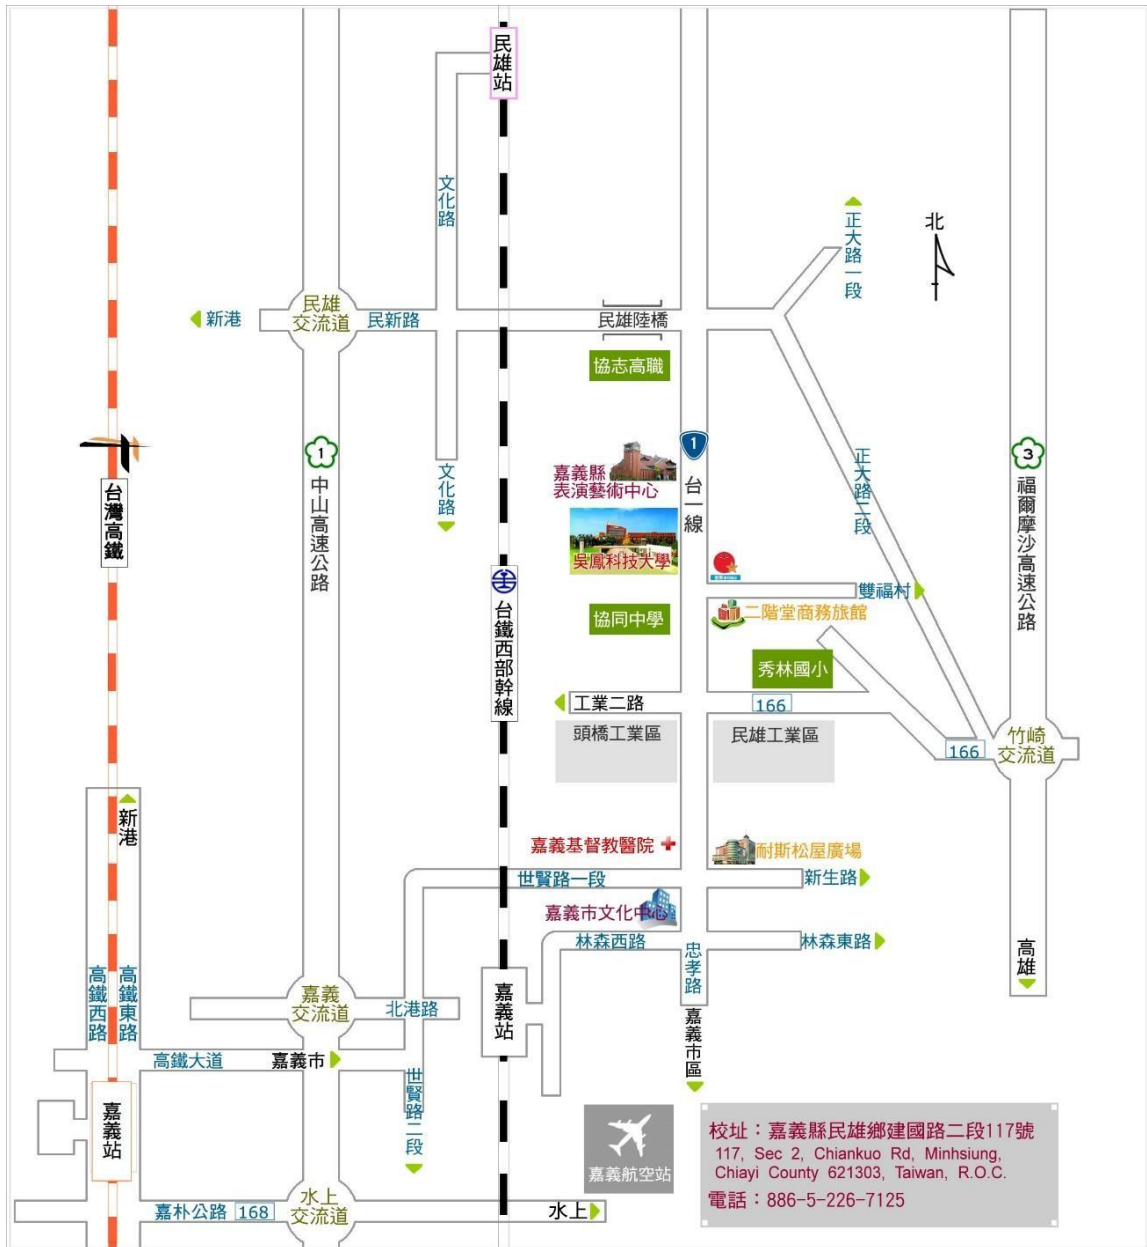 民雄站
文化路
正大路一段
北
民雄
交流道
新港
民新路
民雄陸橋
協志高職
1
中山高速公路
台灣高鐵
文化路
嘉義縣
表演藝術中心
1
台一線
正大路二段
3
福爾摩沙高速公路
吳鳳科技大學
台鐵西部幹線
雙福村
協同中學
二階堂商務旅館
秀林國小
工業二路
166
頭橋工業區
民雄工業區
166
竹崎
交流道
新港
嘉義基督教醫院
耐斯松屋廣場
世賢路一段
新生路
嘉義市文化中心
林森西路
林森東路
忠孝路
高雄
高鐵西路
高鐵東路
嘉義
交流道
北港路
嘉義站
嘉義市區
高鐵大道
嘉義市
世賢路二段
嘉義站
嘉義航空站
校址：嘉義縣民雄鄉建國路二段117號
117, Sec 2, Chiankuo Rd, Minhsiung,
Chiayi County 621303, Taiwan, R.O.C.
電話：886-5-226-7125
水上
交流道
嘉朴公路
168
水上